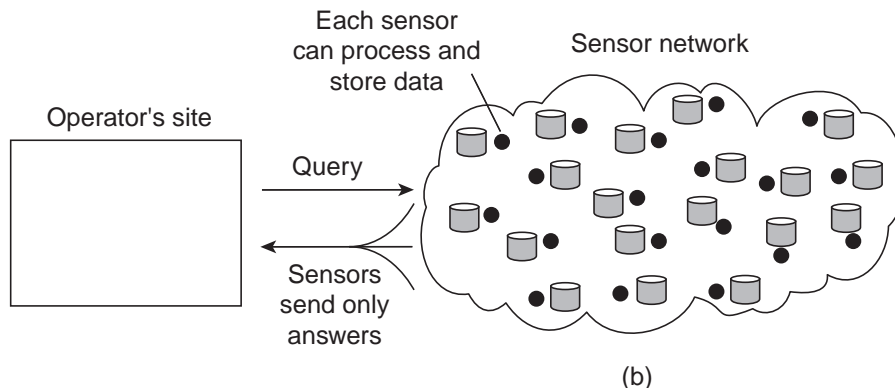 Each sensor
can process and
store data
Sensor network
Operator's site
Query
Sensors
send only
answers
(b)